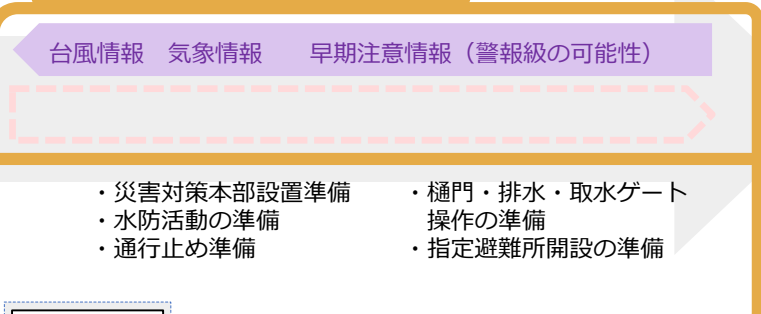 台風情報　気象情報　　早期注意情報（警報級の可能性）
・災害対策本部設置準備
・水防活動の準備
・通行止め準備
・樋門・排水・取水ゲート
操作の準備
・指定避難所開設の準備